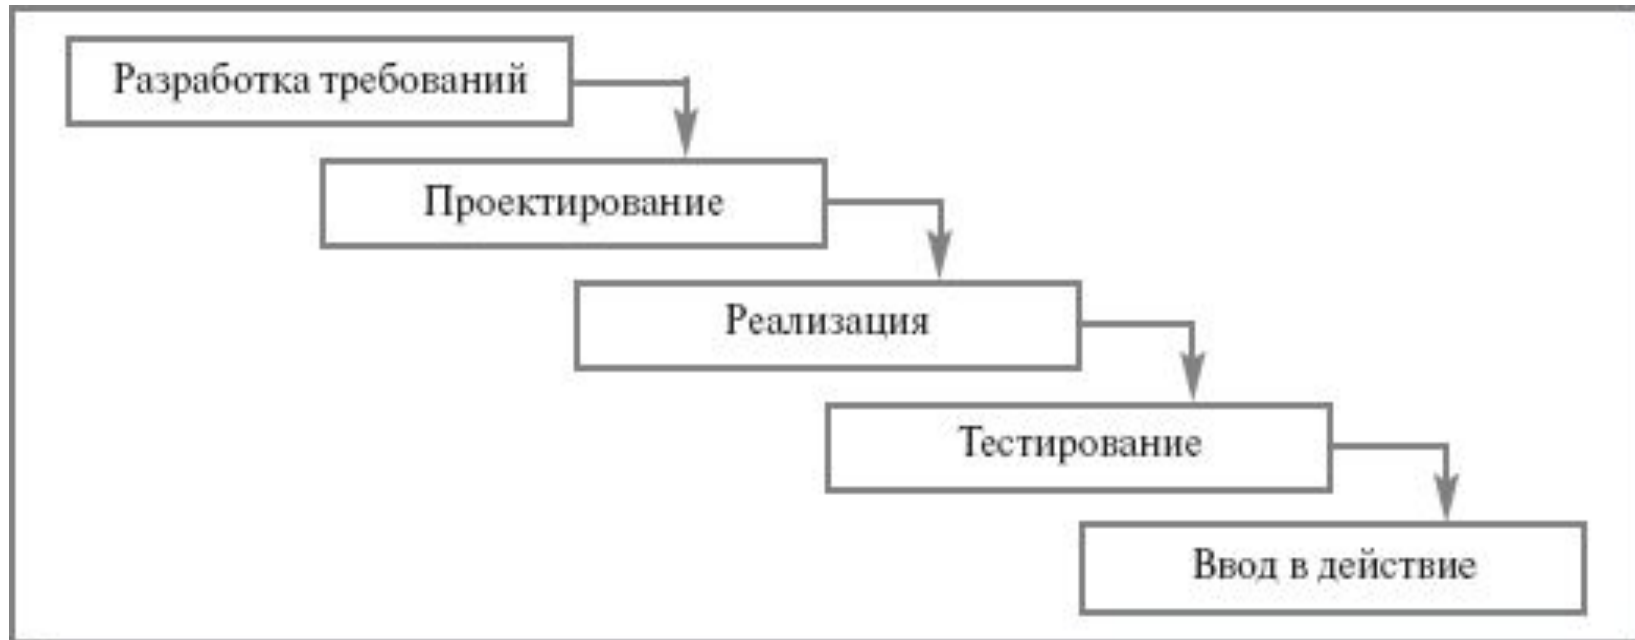 Разработка требований
Проектирование
Реализация
Тестирование
Ввод в действие